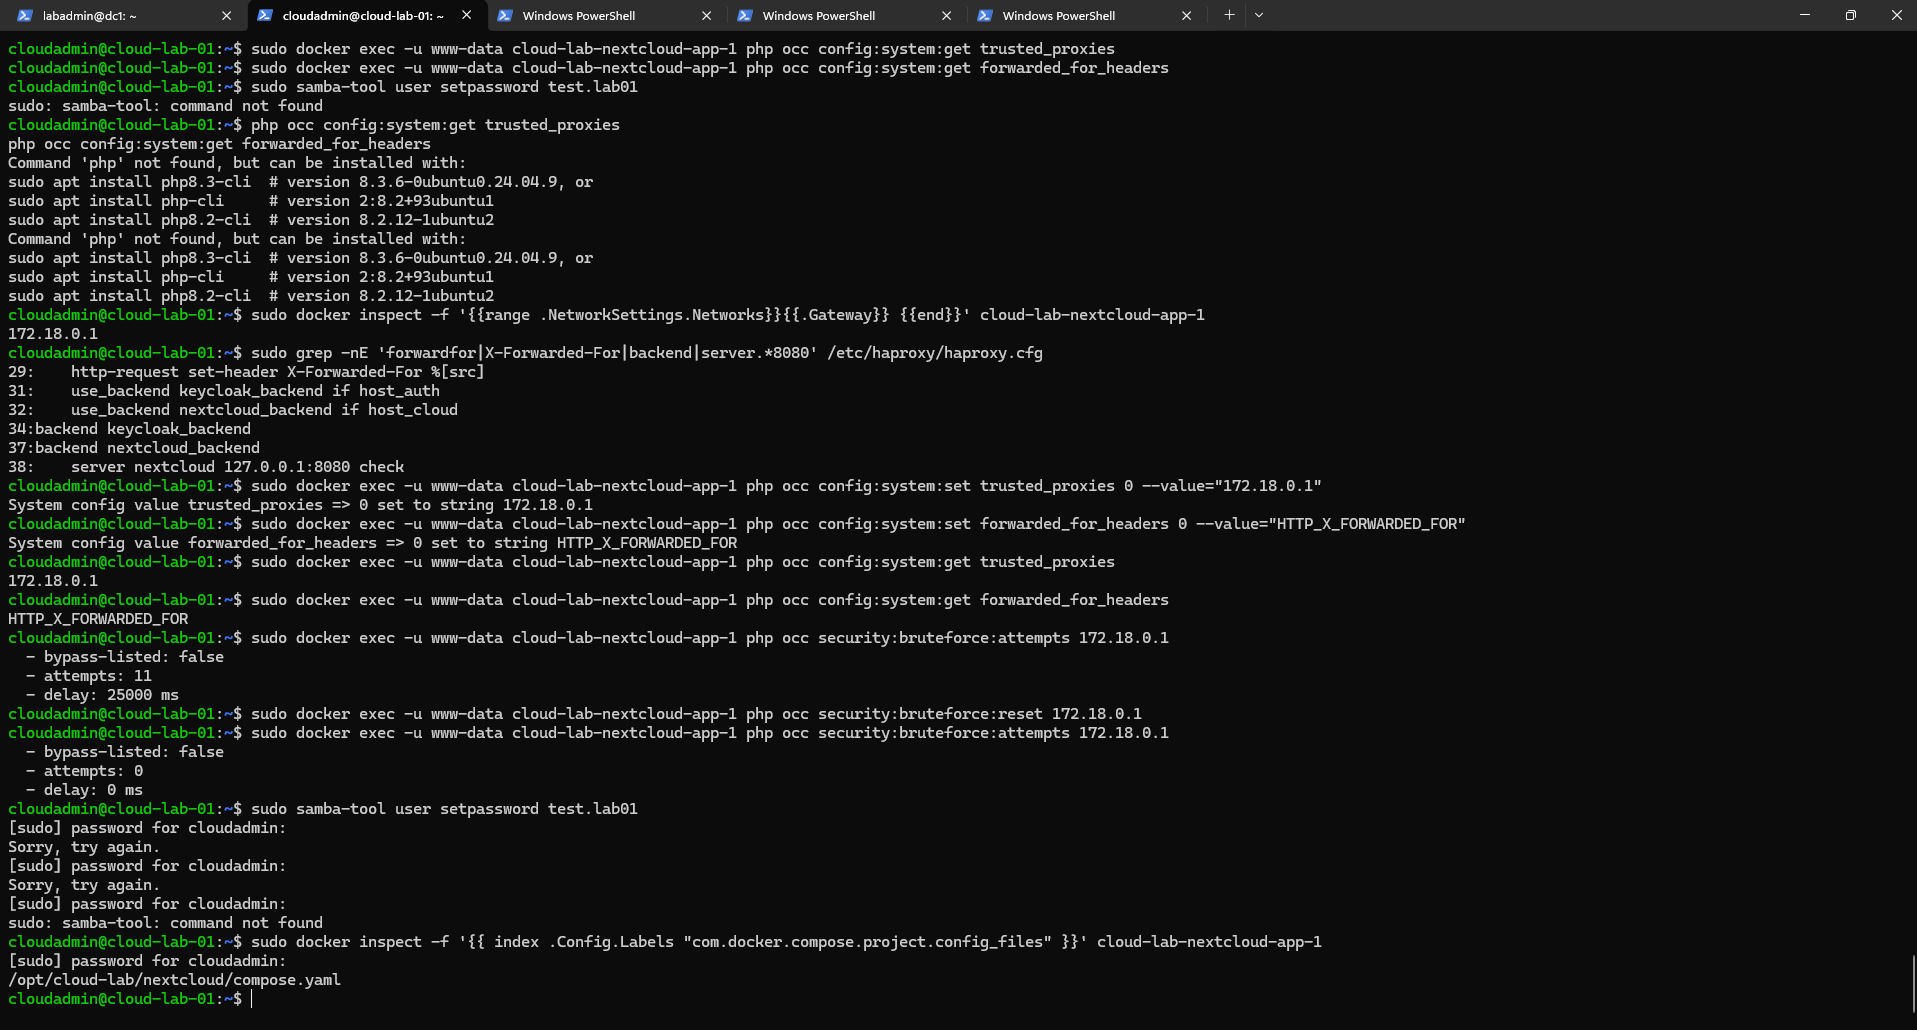 labadmin@dc1: ~
cloudadmin@cloud-lab-01: ~
Windows PowerShell
Windows PowerShell
Windows PowerShell
cloudadmin@cloud-lab-01:~$ sudo docker exec -u www-data cloud-lab-nextcloud-app-1 php occ config:system:get trusted_proxies
cloudadmin@cloud-lab-01:~$ sudo docker exec -u www-data cloud-lab-nextcloud-app-1 php occ config:system:get forwarded_for_headers
cloudadmin@cloud-lab-01:~$ sudo samba-tool user setpassword test.lab01
sudo: samba-tool: command not found
cloudadmin@cloud-lab-01:~$ php occ config:system:get trusted_proxies
php occ config:system:get forwarded_for_headers
Command 'php' not found, but can be installed with:
sudo apt install php8.3-cli  # version 8.3.6-0ubuntu0.24.04.9, or
sudo apt install php-cli     # version 2:8.2+93ubuntu1
sudo apt install php8.2-cli  # version 8.2.12-1ubuntu2
Command 'php' not found, but can be installed with:
sudo apt install php8.3-cli  # version 8.3.6-0ubuntu0.24.04.9, or
sudo apt install php-cli     # version 2:8.2+93ubuntu1
sudo apt install php8.2-cli  # version 8.2.12-1ubuntu2
cloudadmin@cloud-lab-01:~$ sudo docker inspect -f '{{range .NetworkSettings.Networks}}{{.Gateway}} {{end}}' cloud-lab-nextcloud-app-1
172.18.0.1
cloudadmin@cloud-lab-01:~$ sudo grep -nE 'forwardfor|X-Forwarded-For|backend|server.*8080' /etc/haproxy/haproxy.cfg
29:    http-request set-header X-Forwarded-For %[src]
31:    use_backend keycloak_backend if host_auth
32:    use_backend nextcloud_backend if host_cloud
34:backend keycloak_backend
37:backend nextcloud_backend
38:    server nextcloud 127.0.0.1:8080 check
cloudadmin@cloud-lab-01:~$ sudo docker exec -u www-data cloud-lab-nextcloud-app-1 php occ config:system:set trusted_proxies 0 --value="172.18.0.1"
System config value trusted_proxies => 0 set to string 172.18.0.1
cloudadmin@cloud-lab-01:~$ sudo docker exec -u www-data cloud-lab-nextcloud-app-1 php occ config:system:set forwarded_for_headers 0 --value="HTTP_X_FORWARDED_FOR"
System config value forwarded_for_headers => 0 set to string HTTP_X_FORWARDED_FOR
cloudadmin@cloud-lab-01:~$ sudo docker exec -u www-data cloud-lab-nextcloud-app-1 php occ config:system:get trusted_proxies
172.18.0.1
cloudadmin@cloud-lab-01:~$ sudo docker exec -u www-data cloud-lab-nextcloud-app-1 php occ config:system:get forwarded_for_headers
HTTP_X_FORWARDED_FOR
cloudadmin@cloud-lab-01:~$ sudo docker exec -u www-data cloud-lab-nextcloud-app-1 php occ security:bruteforce:attempts 172.18.0.1
  - bypass-listed: false
  - attempts: 11
  - delay: 25000 ms
cloudadmin@cloud-lab-01:~$ sudo docker exec -u www-data cloud-lab-nextcloud-app-1 php occ security:bruteforce:reset 172.18.0.1
cloudadmin@cloud-lab-01:~$ sudo docker exec -u www-data cloud-lab-nextcloud-app-1 php occ security:bruteforce:attempts 172.18.0.1
  - bypass-listed: false
  - attempts: 0
  - delay: 0 ms
cloudadmin@cloud-lab-01:~$ sudo samba-tool user setpassword test.lab01
[sudo] password for cloudadmin:
Sorry, try again.
[sudo] password for cloudadmin:
Sorry, try again.
[sudo] password for cloudadmin:
sudo: samba-tool: command not found
cloudadmin@cloud-lab-01:~$ sudo docker inspect -f '{{ index .Config.Labels "com.docker.compose.project.config_files" }}' cloud-lab-nextcloud-app-1
[sudo] password for cloudadmin:
/opt/cloud-lab/nextcloud/compose.yaml
cloudadmin@cloud-lab-01:~$